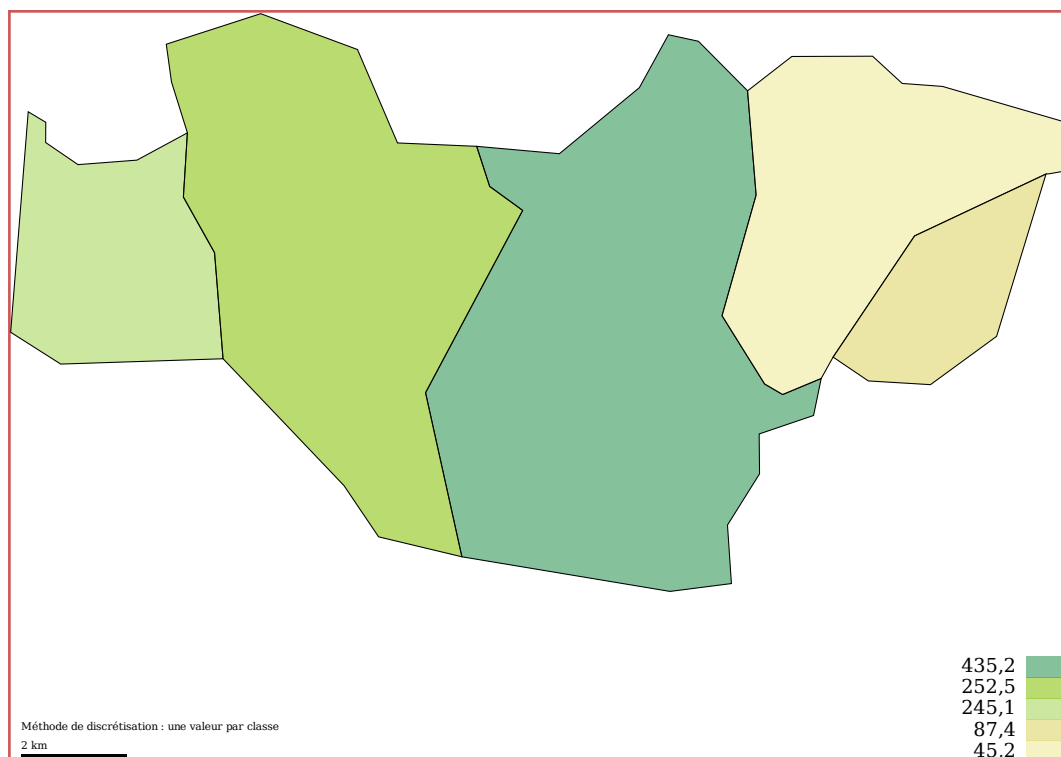 435,2
252,5
245,1
87,4
45,2
Méthode de discrétisation : une valeur par classe
2 km